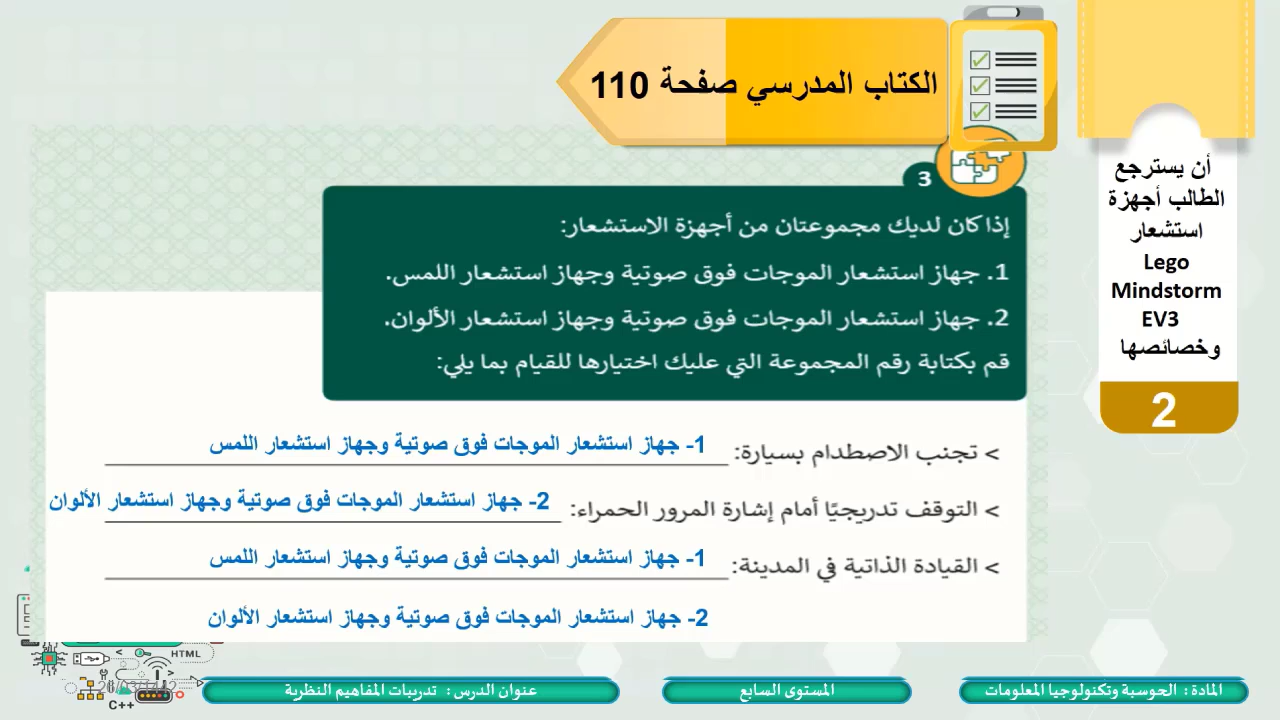 الكتاب المدرسي صفحة 110
أن يسترجع
الطالب أجهزة
استشعار
Lego
Mindstorm
EV3
وخصائصها
2
3
إذا كان لديك مجموعتان من أجهزة الاستشعار:
1. جهاز استشعار الموجات فوق صوتية وجهاز استشعار اللمس.
2. جهاز استشعار الموجات فوق صوتية وجهاز استشعار الألوان.
قم بكتابة رقم المجموعة التي عليك اختيارها للقيام بما يلي:
> تجنب الاصطدام بسيارة: 1- جهاز استشعار الموجات فوق صوتية وجهاز استشعار اللمس
> التوقف تدريجيًا أمام إشارة المرور الحمراء: 2- جهاز استشعار الموجات فوق صوتية وجهاز استشعار الألوان
> القيادة الذاتية في المدينة: 1- جهاز استشعار الموجات فوق صوتية وجهاز استشعار اللمس
2- جهاز استشعار الموجات فوق صوتية وجهاز استشعار الألوان
HTML
C++
المادة : الحوسبة وتكنولوجيا المعلومات
المستوى السابع
عنوان الدرس : تدريبات المفاهيم النظرية